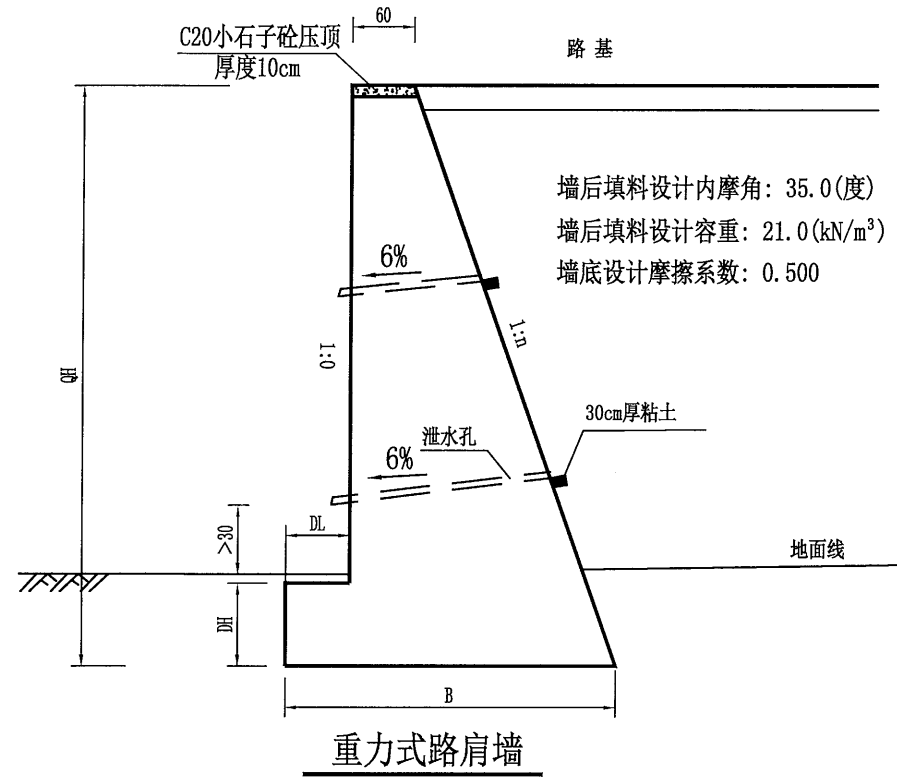 60
C20小石子砼压顶
厚度10cm
路 基
墙后填料设计内摩角: 35.0(度)
墙后填料设计容重: 21.0(kN/m³)
墙底设计摩擦系数: 0.500
6%
1:n
1:0
HQ
30cm厚粘土
泄水孔
6%
>30
DL
地面线
DH
B
重力式路肩墙